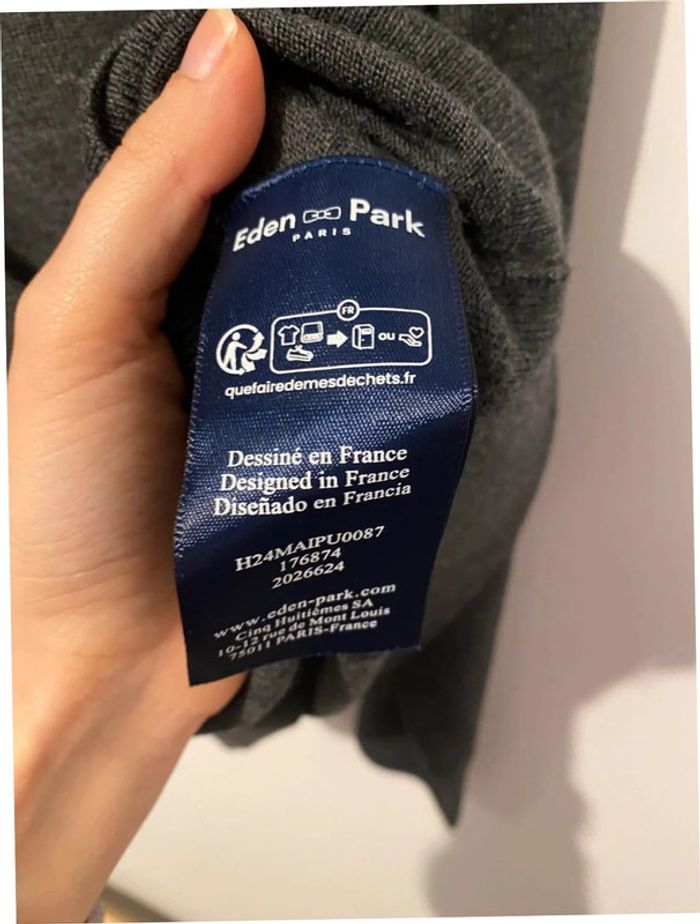 Eden Park
PARIS
FR
OU
quefairedemesdechets.fr
Dessiné en France
Designed in France
Diseñado en Francia
H24MAIPU0087
176874
2026624
www.eden-park.com
Cinq Huitièmes SA
10-12 rue de Mont Louis
75011 PARIS-France